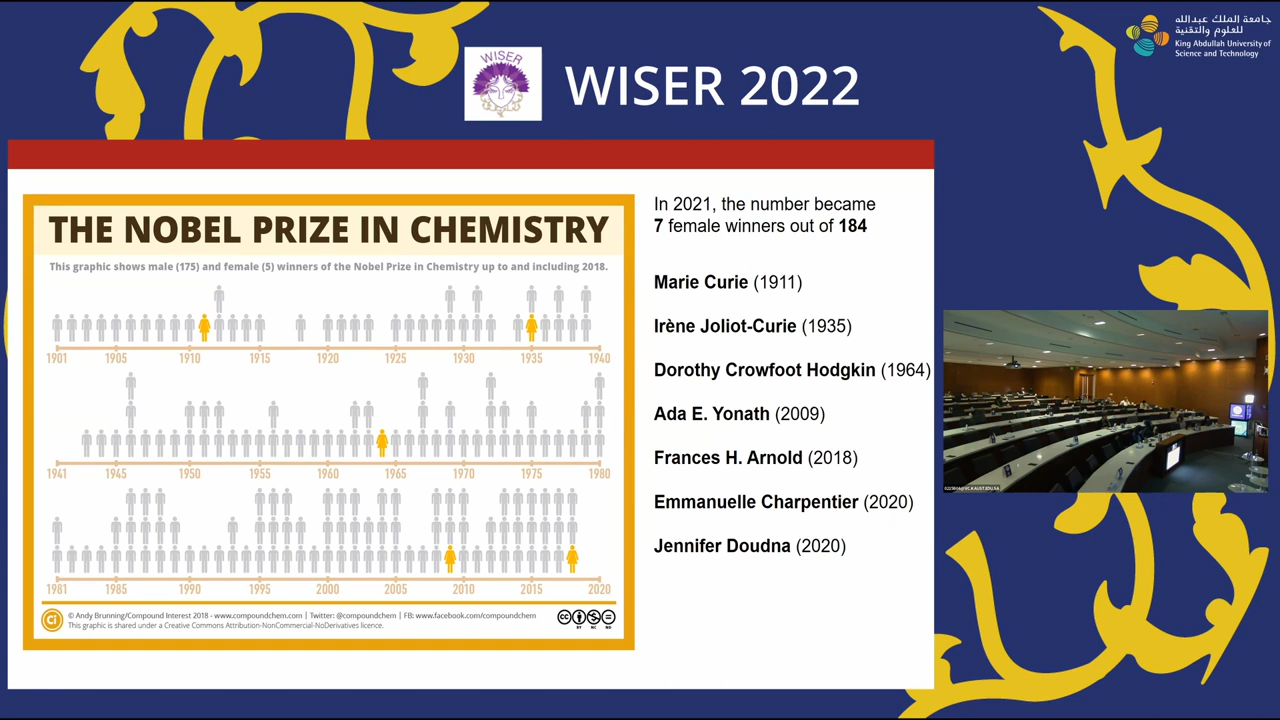 WISER
WISER 2022
جامعة الملك عبدالله
للعلوم والتقنية
King Abdullah University of
Science and Technology
THE NOBEL PRIZE IN CHEMISTRY
This graphic shows male (175) and female (5) winners of the Nobel Prize in Chemistry up to and including 2018.
1901 1905 1910 1915 1920 1925 1930 1935 1940
1941 1945 1950 1955 1960 1965 1970 1975 1980
1981 1985 1990 1995 2000 2005 2010 2015 2020
Ci © Andy Brunning/Compound Interest 2018 - www.compoundchem.com | Twitter: @compoundchem | FB: www.facebook.com/compoundchem
This graphic is shared under a Creative Commons Attribution-NonCommercial-NoDerivatives licence.
cc
BY NC ND
In 2021, the number became
7 female winners out of 184
Marie Curie (1911)
Irène Joliot-Curie (1935)
Dorothy Crowfoot Hodgkin (1964)
Ada E. Yonath (2009)
Frances H. Arnold (2018)
Emmanuelle Charpentier (2020)
Jennifer Doudna (2020)